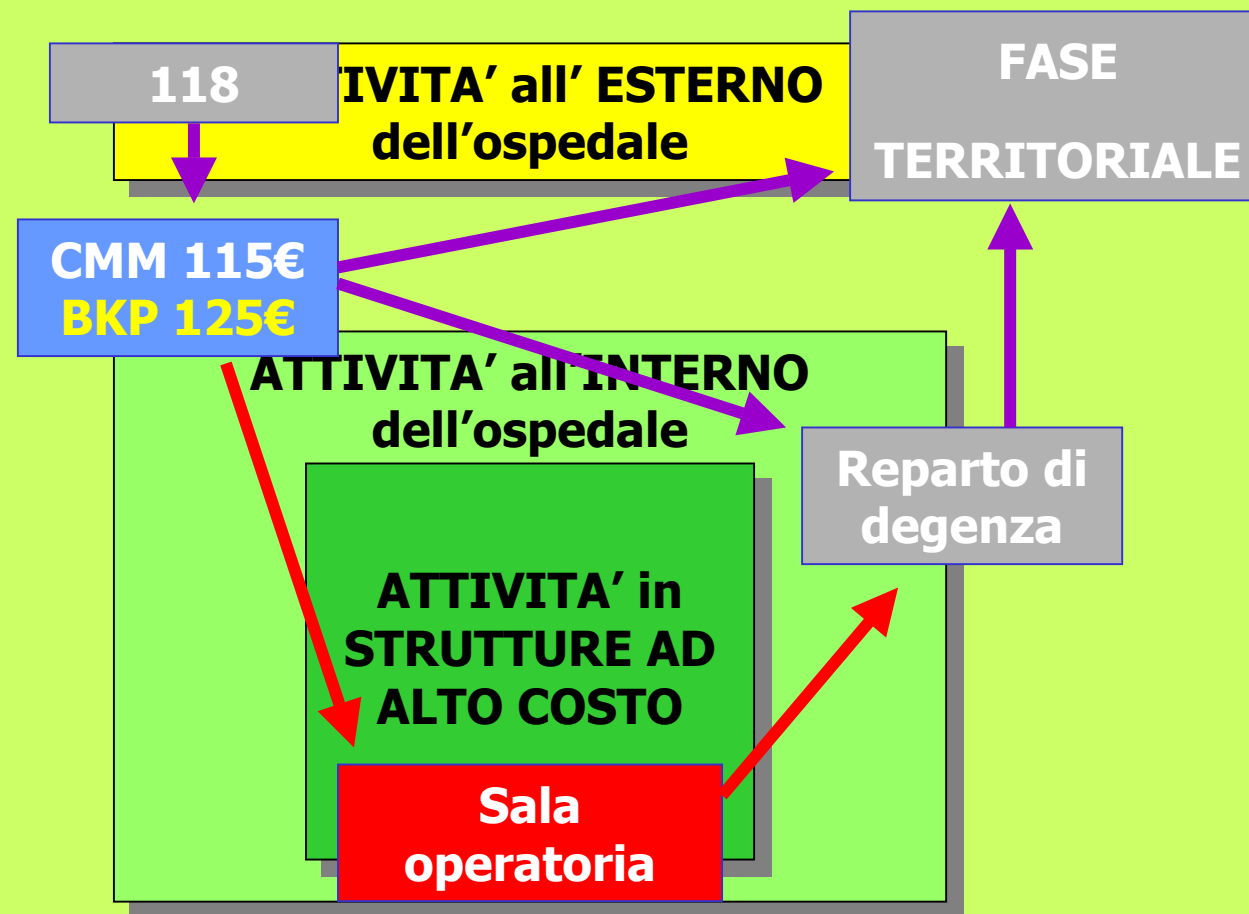 118
IVITA’ all’ ESTERNO
dell’ospedale
FASE
TERRITORIALE
CMM 115€
BKP 125€
ATTIVITA’ all’INTERNO
dell’ospedale
Reparto di
degenza
ATTIVITA’ in
STRUTTURE AD
ALTO COSTO
Sala
operatoria